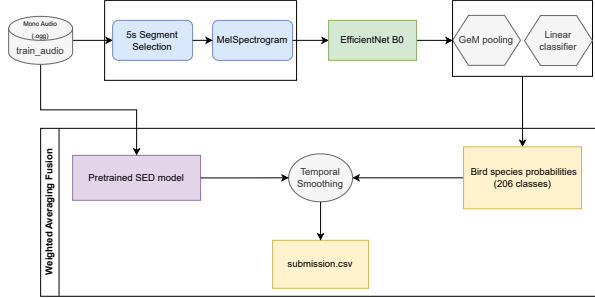 Mono Audio
(.ogg)
train_audio
5s Segment
Selection
MelSpectrogram
EfficientNet B0
GeM pooling
Linear
classifier
Weighted Averaging Fusion
Pretrained SED model
Temporal
Smoothing
Bird species probabilities
(206 classes)
submission.csv